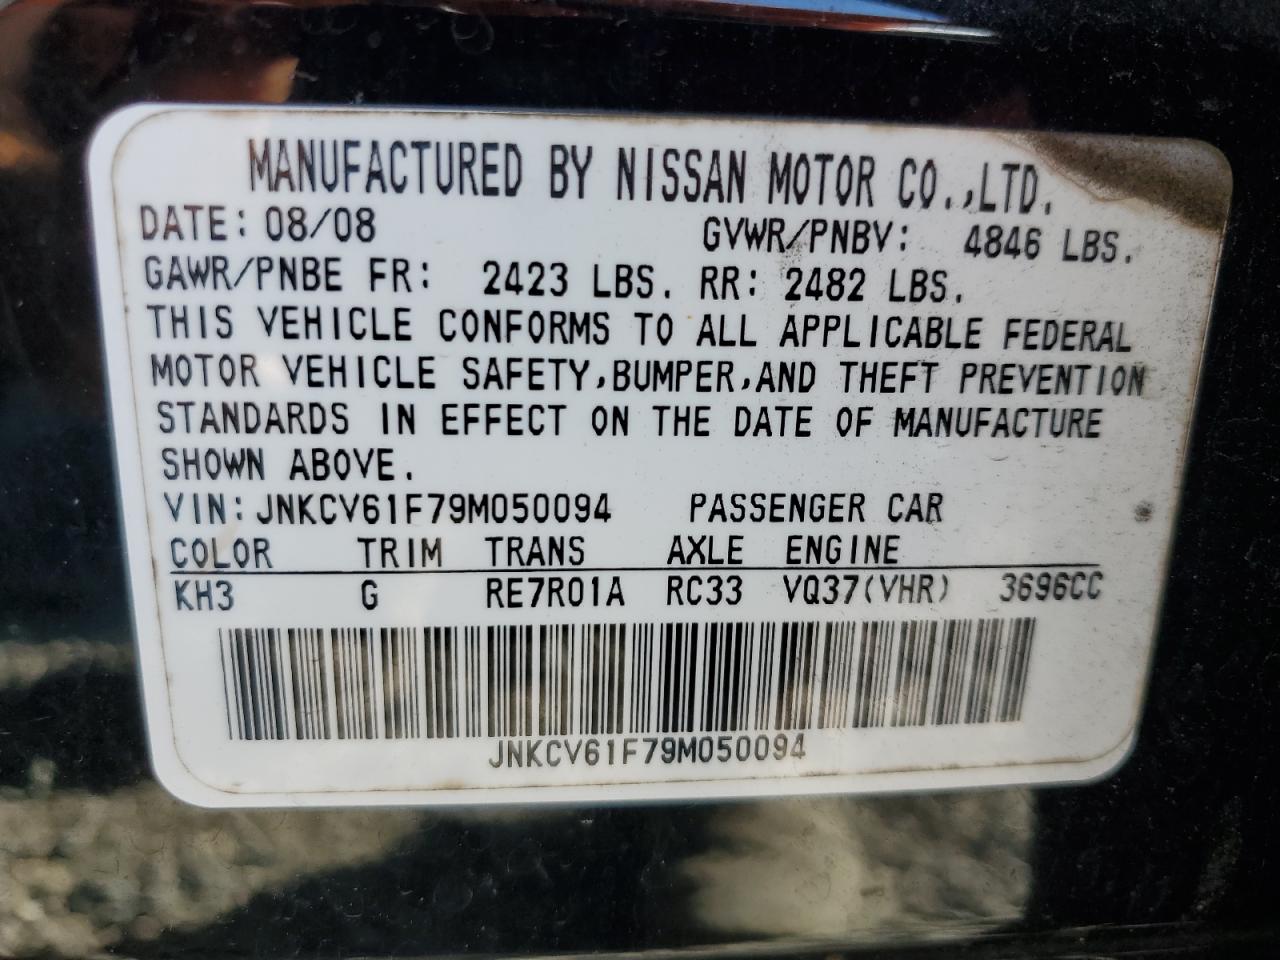 MANUFACTURED BY NISSAN MOTOR CO.,LTD.
DATE: 08/08 GVWR/PNBV: 4846 LBS.
GAWR/PNBE FR: 2423 LBS. RR: 2482 LBS.
THIS VEHICLE CONFORMS TO ALL APPLICABLE FEDERAL
MOTOR VEHICLE SAFETY,BUMPER,AND THEFT PREVENTION
STANDARDS IN EFFECT ON THE DATE OF MANUFACTURE
SHOWN ABOVE.
VIN: JNKCV61F79M050094 PASSENGER CAR
COLOR TRIM TRANS AXLE ENGINE
KH3 G RE7R01A RC33 VQ37(VHR) 3696CC
JNKCV61F79M050094